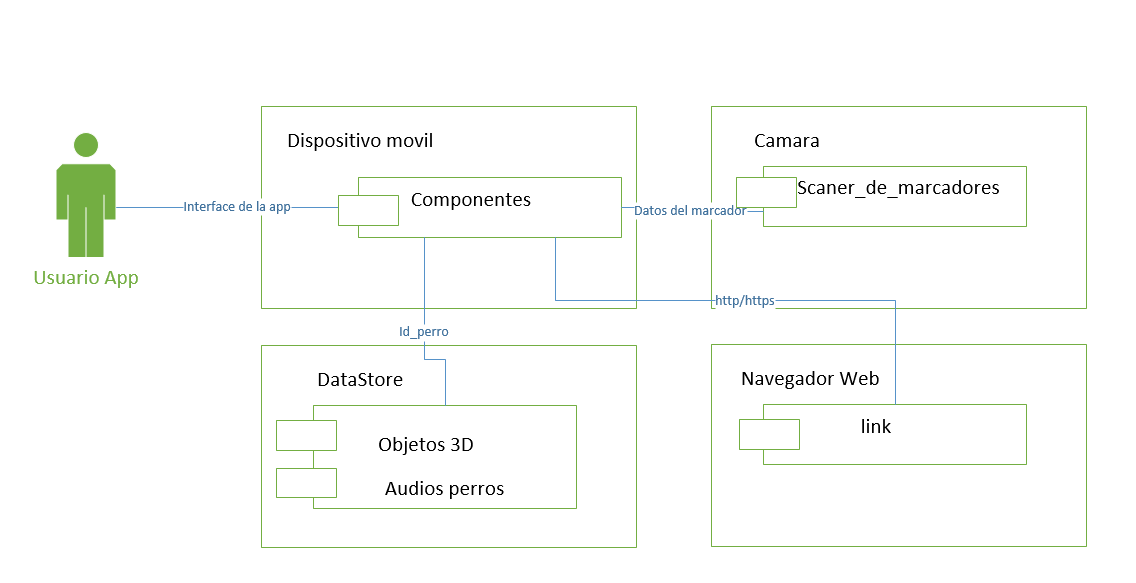 Dispositivo movil
Camara
Componentes
Scaner_de_marcadores
Interface de la app
Datos del marcador
Usuario App
http/https
Id_perro
DataStore
Navegador Web
Objetos 3D
link
Audios perros